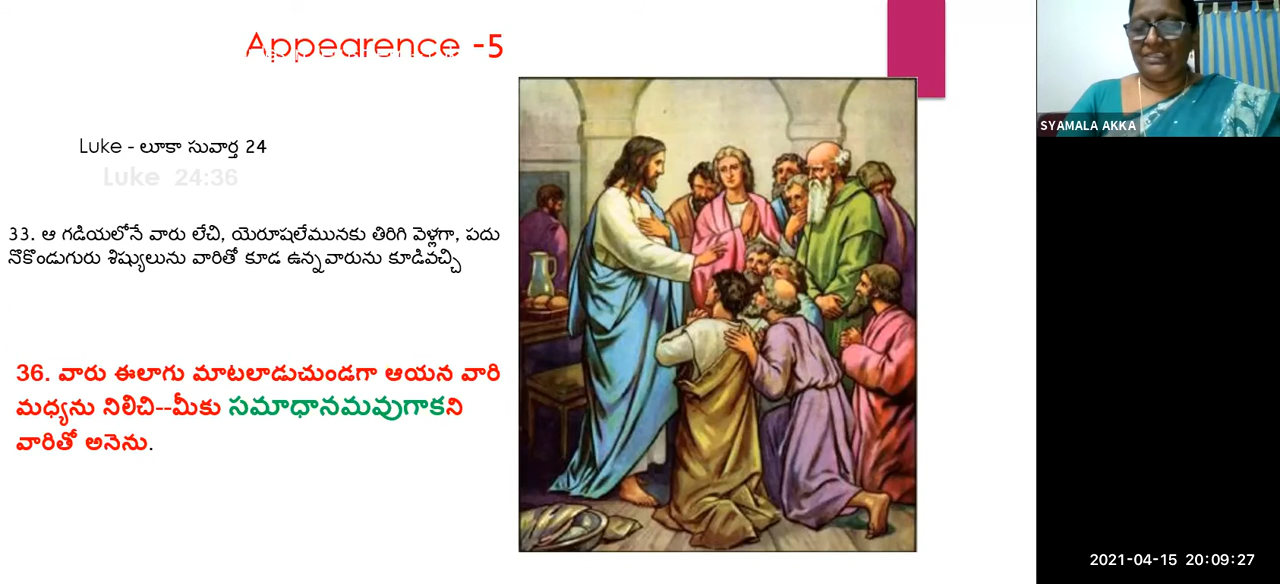 Appearence -5
Luke - లూకా సువార్త 24
Luke 24:36
33. ఆ గడియలోనే వారు లేచి, యెరూషలేమునకు తిరిగి వెళ్లగా, పదు
నొకొండుగురు శిష్యులును వారితో కూడ ఉన్నవారును కూడివచ్చి
36. వారు ఈలాగు మాటలాడుచుండగా ఆయన వారి
మధ్యను నిలిచి--మీకు సమాధానమవుగాకని
వారితో అనెను.
SYAMALA AKKA
2021-04-15 20:09:27